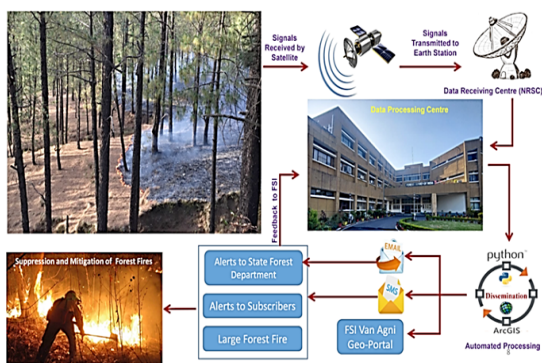 Signals
Received by
Satellite
Signals
Transmitted to
Earth Station
Data Receiving Centre (NRSC)
Data Processing Centre
Feedback to FSI
python™
Dissemination
ArcGIS
Automated Processing
8
EMAIL
SMS
FSI Van Agni
Geo-Portal
Alerts to State Forest
Department
Alerts to Subscribers
Large Forest Fire
Suppression and Mitigation of Forest Fires